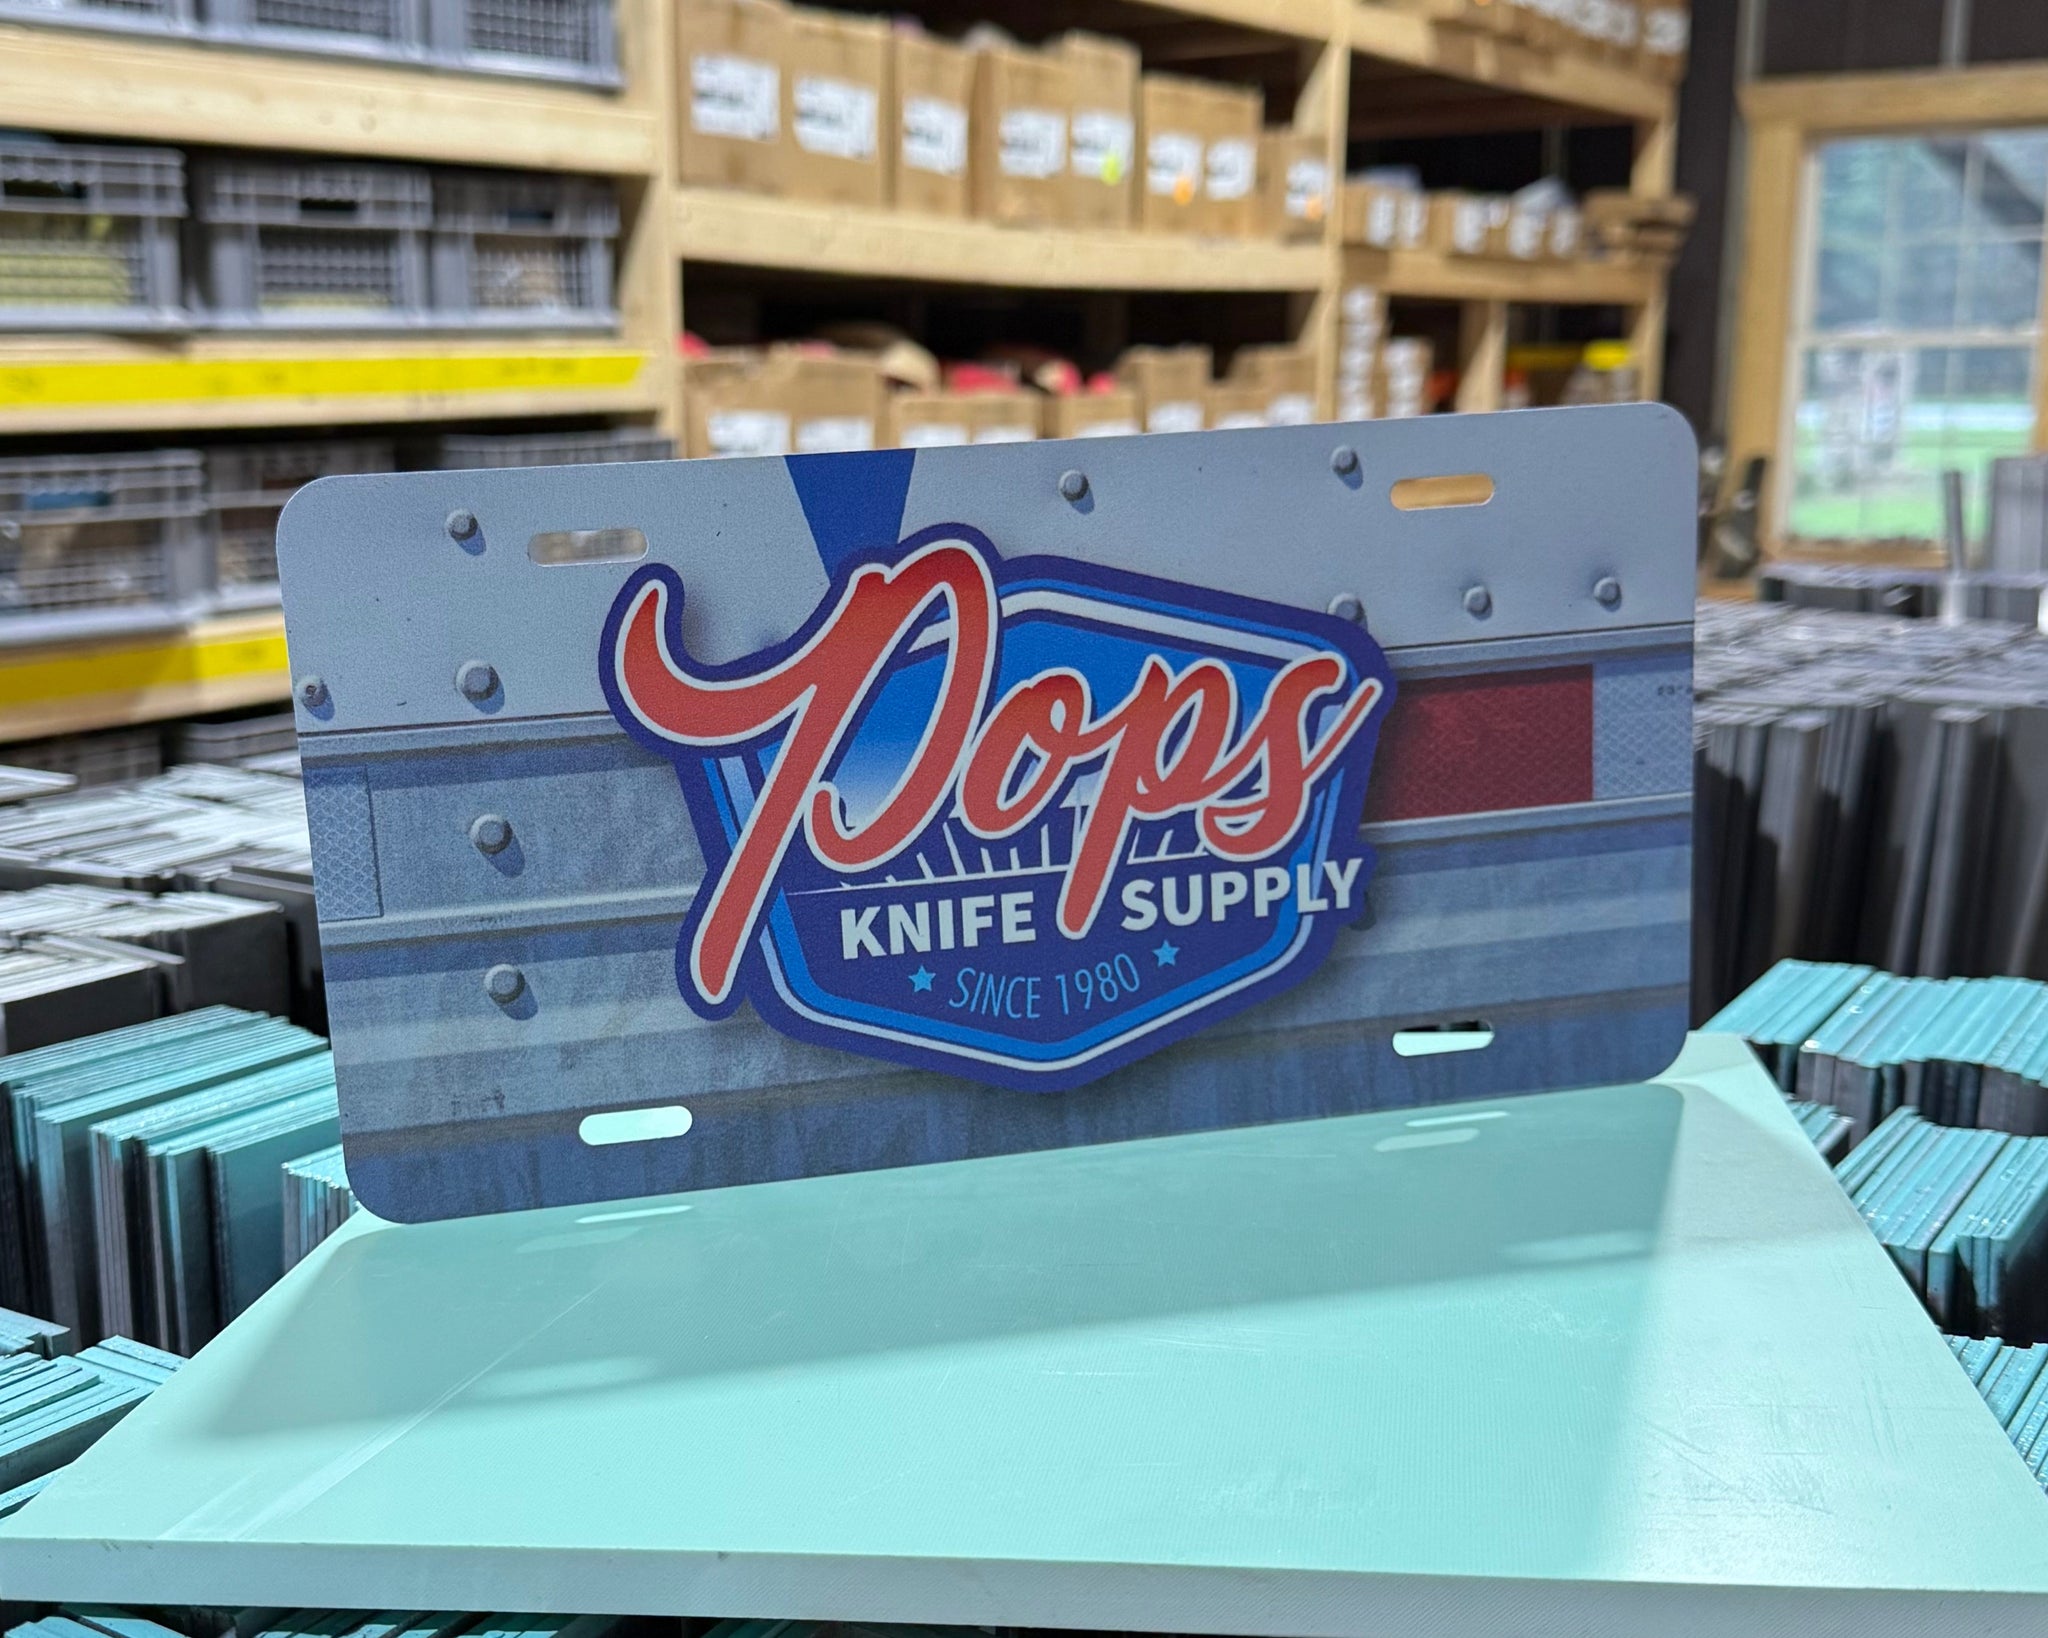 Pops
KNIFE SUPPLY
SINCE 1980